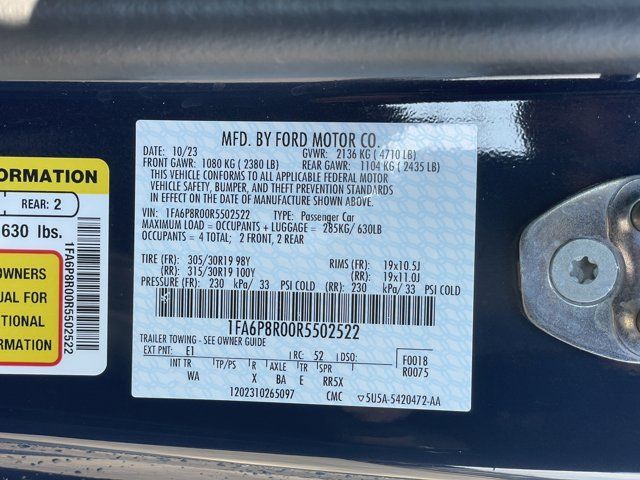 ORMATION
REAR: 2
630 lbs.
OWNERS
UAL FOR
TIONAL
MATION
1FA6P8R00R5502522
MFD. BY FORD MOTOR CO.
DATE: 10/23 GVWR: 2136 KG ( 4710 LB)
FRONT GAWR: 1080 KG ( 2380 LB) REAR GAWR: 1104 KG ( 2435 LB)
THIS VEHICLE CONFORMS TO ALL APPLICABLE FEDERAL MOTOR
VEHICLE SAFETY, BUMPER, AND THEFT PREVENTION STANDARDS
IN EFFECT ON THE DATE OF MANUFACTURE SHOWN ABOVE.
VIN: 1FA6P8R00R5502522 TYPE: Passenger Car
MAXIMUM LOAD = OCCUPANTS + LUGGAGE = 285KG/ 630LB
OCCUPANTS = 4 TOTAL; 2 FRONT, 2 REAR
TIRE (FR): 305/30R19 98Y RIMS (FR): 19x10.5J
(RR): 315/30R19 100Y (RR): 19x11.0J
PRESSURE (FR): 230 kPa/ 33 PSI COLD (RR): 230 kPa/ 33 PSI COLD
1FA6P8R00R5502522
TRAILER TOWING - SEE OWNER GUIDE
EXT PNT: E1 RC: 52 DSO: F0018
INT TR TP/PS R AXLE TR SPR R0075
WA X BA E RR5X
1202310265097 CMC ▽5U5A-5420472-AA